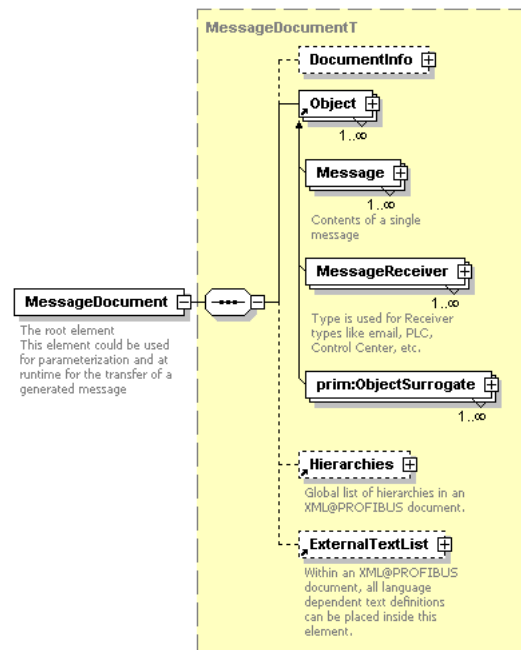 MessageDocumentT
DocumentInfo
Object
1..∞
Message
1..∞
Contents of a single
message
MessageReceiver
1..∞
Type is used for Receiver
types like email, PLC,
Control Center, etc.
MessageDocument
The root element
This element could be used
for parameterization and at
runtime for the transfer of a
generated message
prim:ObjectSurrogate
1..∞
Hierarchies
Global list of hierarchies in an
XML@PROFIBUS document.
ExternalTextList
Within an XML@PROFIBUS
document, all language
dependent text definitions
can be placed inside this
element.